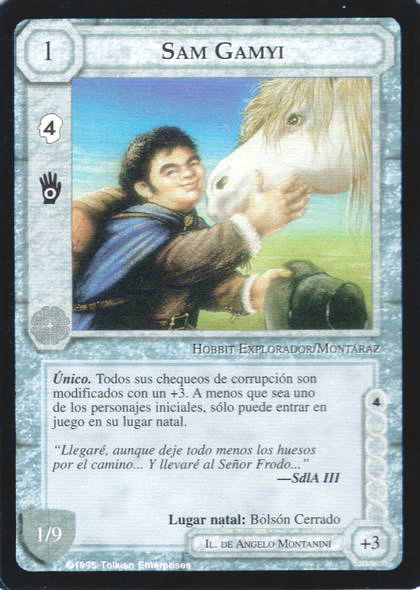 1
SAM GAMYI
4
HOBBIT EXPLORADOR/MONTARAZ
Único. Todos sus chequeos de corrupción son
modificados con un +3. A menos que sea uno
de los personajes iniciales, sólo puede entrar en
juego en su lugar natal.
4
"Llegaré, aunque deje todo menos los huesos
por el camino... Y llevaré al Señor Frodo..."
—SdlA III
Lugar natal: Bolsón Cerrado
1/9
IL. DE ANGELO MONTANINI
+3
©1995 Tolkien Enterprises